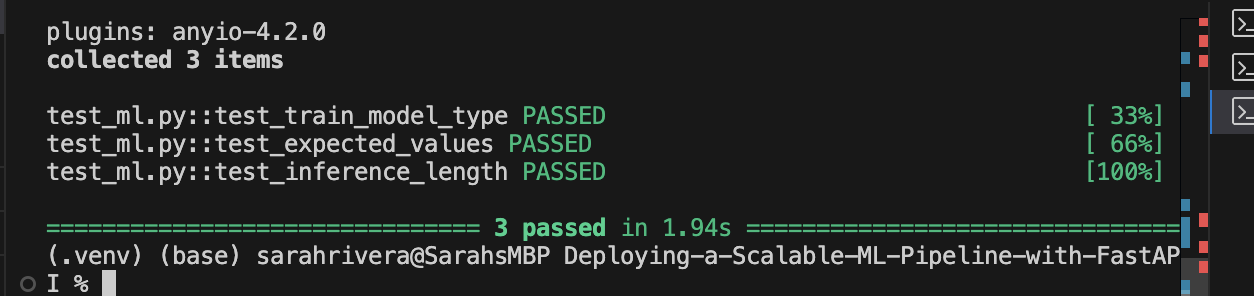 plugins: anyio-4.2.0
collected 3 items
test_ml.py::test_train_model_type PASSED [ 33%]
test_ml.py::test_expected_values PASSED [ 66%]
test_ml.py::test_inference_length PASSED [100%]
============================== 3 passed in 1.94s ==============================
(.venv) (base) sarahrivera@SarahsMBP Deploying-a-Scalable-ML-Pipeline-with-FastAP
I %